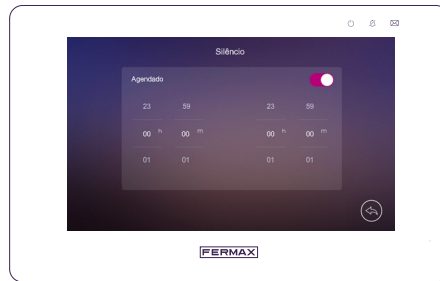 Silêncio
Agendado
23 59 23 59
00 h 00 m 00 h 00 m
01 01 01 01
FERMAX